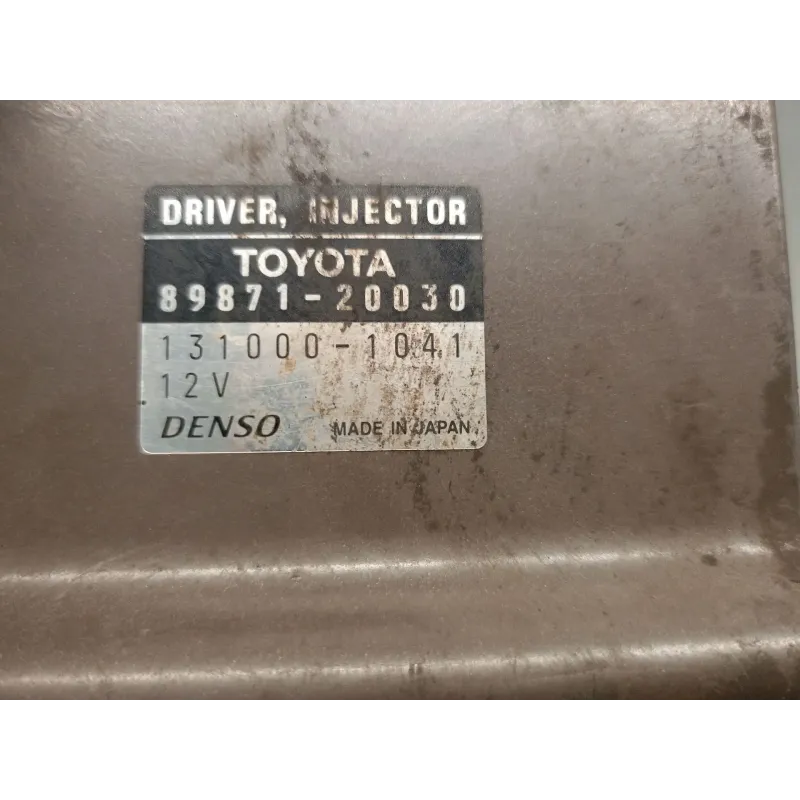 DRIVER, INJECTOR
TOYOTA
89871-20030
131000-1041
12V
DENSO MADE IN JAPAN